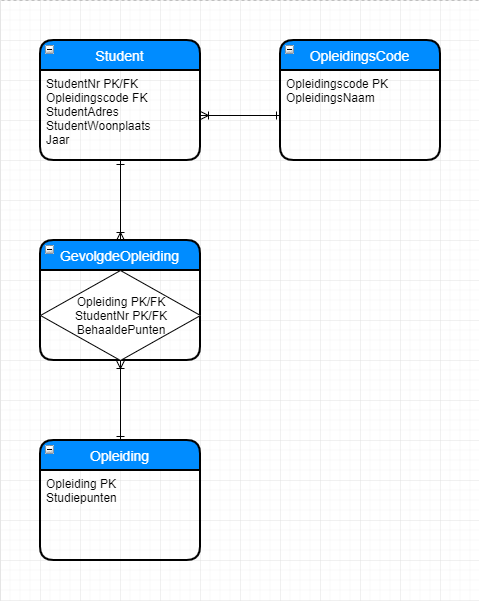 Student
StudentNr PK/FK
Opleidingscode FK
StudentAdres
StudentWoonplaats
Jaar
OpleidingsCode
Opleidingscode PK
OpleidingsNaam
GevolgdeOpleiding
Opleiding PK/FK
StudentNr PK/FK
BehaaldePunten
Opleiding
Opleiding PK
Studiepunten